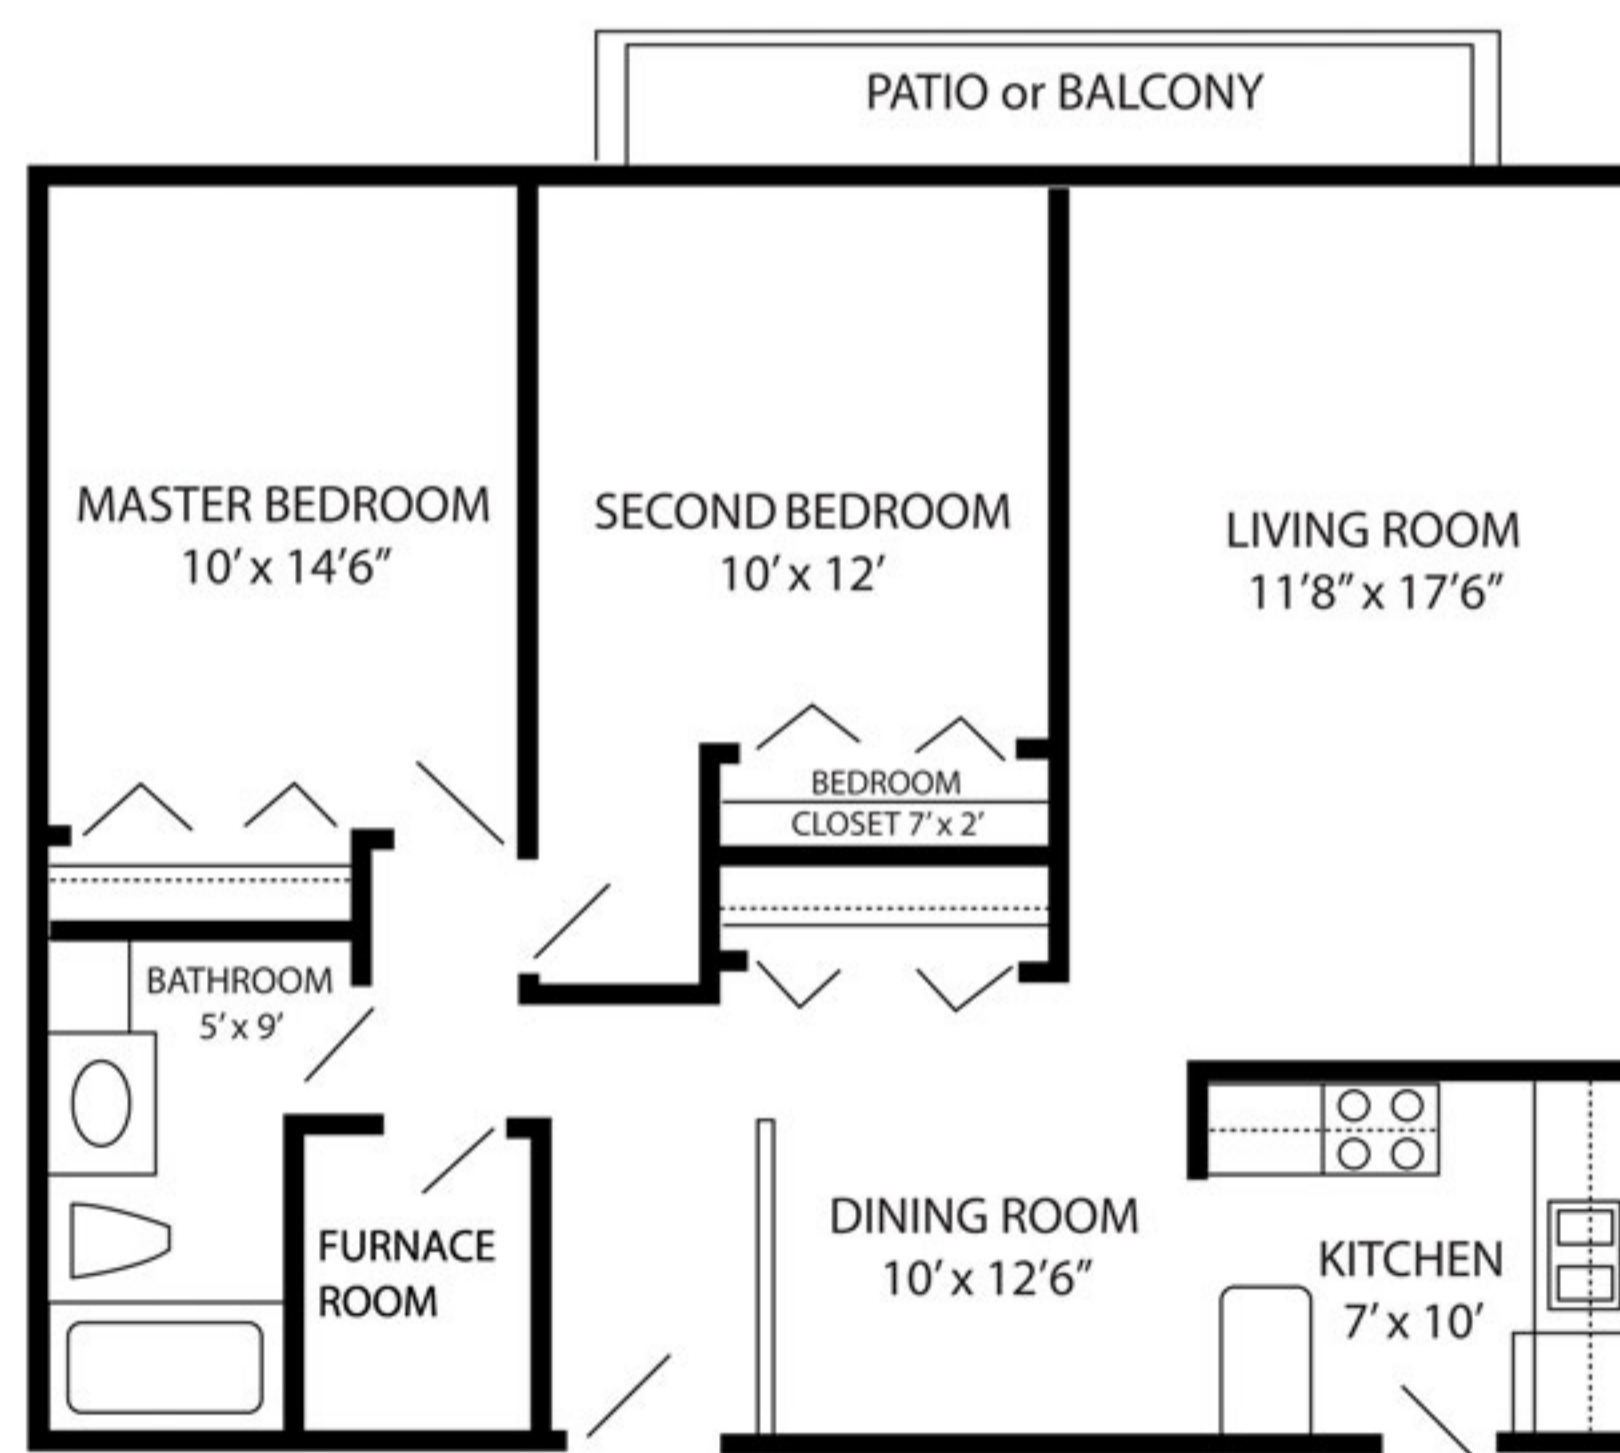 PATIO or BALCONY
MASTER BEDROOM
10’ x 14’6”
SECOND BEDROOM
10’ x 12’
LIVING ROOM
11’8” x 17’6”
BEDROOM
CLOSET 7’ x 2’
BATHROOM
5’ x 9’
FURNACE
ROOM
DINING ROOM
10’ x 12’6”
KITCHEN
7’ x 10’